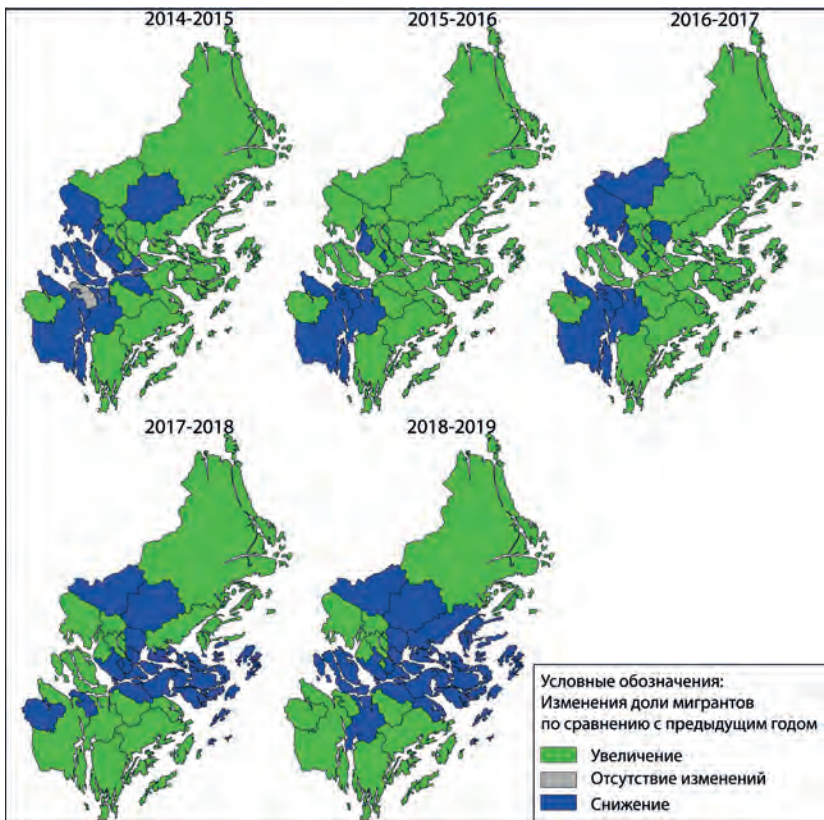 2014-2015
2015-2016
2016-2017
2017-2018
2018-2019
Условные обозначения:
Изменения доли мигрантов
по сравнению с предыдущим годом
Увеличение
Отсутствие изменений
Снижение